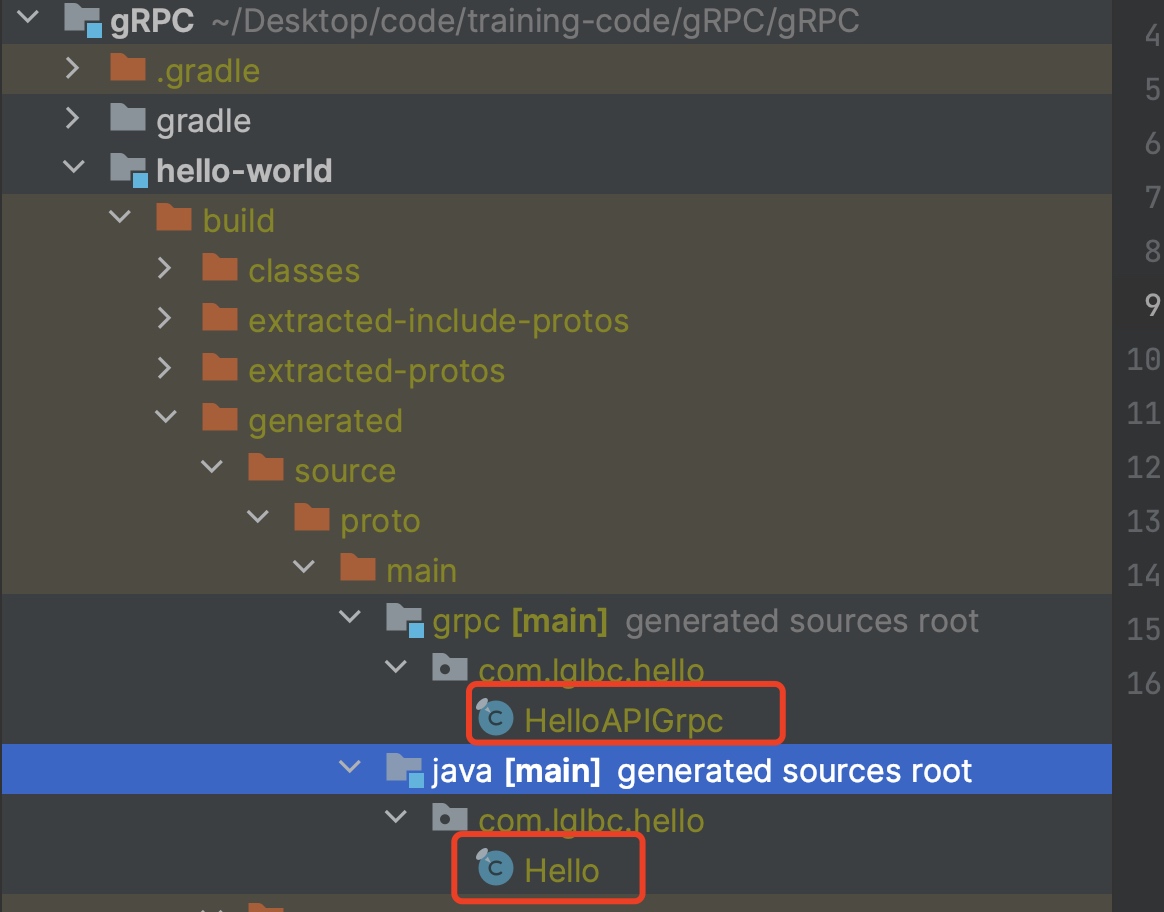 gRPC ~/Desktop/code/training-code/gRPC/gRPC
4
.gradle
5
gradle
6
hello-world
7
build
8
classes
9
extracted-include-protos
10
extracted-protos
11
generated
12
source
13
proto
14
main
15
grpc [main] generated sources root
16
com.lglbc.hello
HelloAPIGrpc
java [main] generated sources root
com.lglbc.hello
Hello